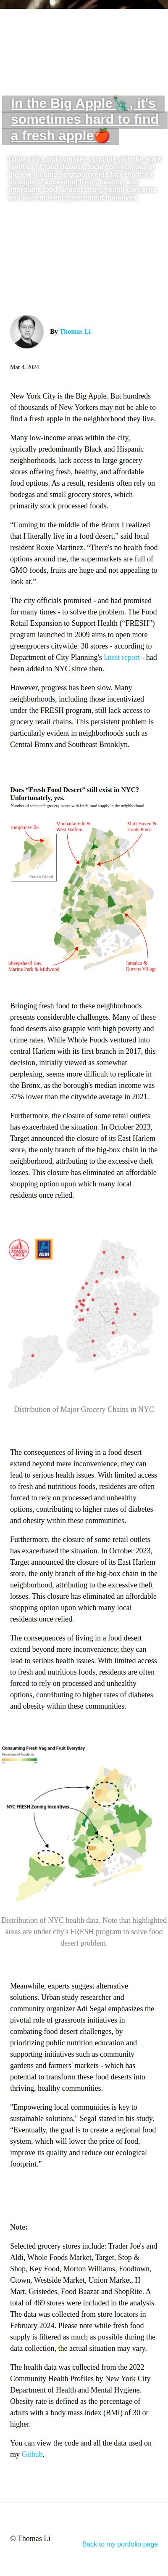 In the Big Apple🗽, it's
sometimes hard to find
a fresh apple🍎
By Thomas Li
Mar 4, 2024
New York City is the Big Apple. But hundreds
of thousands of New Yorkers may not be able to
find a fresh apple in the neighborhood they live.
Many low-income areas within the city,
typically predominantly Black and Hispanic
neighborhoods, lack access to large grocery
stores offering fresh, healthy, and affordable
food options. As a result, residents often rely on
bodegas and small grocery stores, which
primarily stock processed foods.
“Coming to the middle of the Bronx I realized
that I literally live in a food desert,” said local
resident Roxie Martinez. “There's no health food
options around me, the supermarkets are full of
GMO foods, fruits are huge and not appealing to
look at.”
The city officials promised - and had promised
for many times - to solve the problem. The Food
Retail Expansion to Support Health (“FRESH”)
program launched in 2009 aims to open more
greengrocers citywide. 30 stores - according to
Department of City Planning's latest report - had
been added to NYC since then.
However, progress has been slow. Many
neighborhoods, including those incentivized
under the FRESH program, still lack access to
grocery retail chains. This persistent problem is
particularly evident in neighborhoods such as
Central Bronx and Southeast Brooklyn.
Does “Fresh Food Desert” still exist in NYC?
Unfortunately, yes.
Number of selected* grocery stores with fresh food supply in the neighborhood
Tompkinsville
Manhattanville &
West Harlem
Mott Haven &
Hunts Point
Staten Island
Sheepshead Bay,
Marine Park & Midwood
Jamaica &
Queens Village
Bringing fresh food to these neighborhoods
presents considerable challenges. Many of these
food deserts also grapple with high poverty and
crime rates. While Whole Foods ventured into
central Harlem with its first branch in 2017, this
decision, initially viewed as somewhat
perplexing, seems more difficult to replicate in
the Bronx, as the borough's median income was
37% lower than the citywide average in 2021.
Furthermore, the closure of some retail outlets
has exacerbated the situation. In October 2023,
Target announced the closure of its East Harlem
store, the only branch of the big-box chain in the
neighborhood, attributing to the excessive theft
losses. This closure has eliminated an affordable
shopping option upon which many local
residents once relied.
TRADER JOE'S
ALDI
Distribution of Major Grocery Chains in NYC
The consequences of living in a food desert
extend beyond mere inconvenience; they can
lead to serious health issues. With limited access
to fresh and nutritious foods, residents are often
forced to rely on processed and unhealthy
options, contributing to higher rates of diabetes
and obesity within these communities.
Furthermore, the closure of some retail outlets
has exacerbated the situation. In October 2023,
Target announced the closure of its East Harlem
store, the only branch of the big-box chain in the
neighborhood, attributing to the excessive theft
losses. This closure has eliminated an affordable
shopping option upon which many local
residents once relied.
The consequences of living in a food desert
extend beyond mere inconvenience; they can
lead to serious health issues. With limited access
to fresh and nutritious foods, residents are often
forced to rely on processed and unhealthy
options, contributing to higher rates of diabetes
and obesity within these communities.
Consuming Fresh Veg and Fruit Everyday
Percentage of Population
NYC FRESH Zoning Incentives
Distribution of NYC health data. Note that highlighted
areas are under city's FRESH program to solve food
desert problem.
Meanwhile, experts suggest alternative
solutions. Urban study researcher and
community organizer Adi Segal emphasizes the
pivotal role of grassroots initiatives in
combating food desert challenges, by
prioritizing public nutrition education and
supporting initiatives such as community
gardens and farmers' markets - which has
potential to transform these food deserts into
thriving, healthy communities.
"Empowering local communities is key to
sustainable solutions," Segal stated in his study.
“Eventually, the goal is to create a regional food
system, which will lower the price of food,
improve its quality and reduce our ecological
footprint.”
Note:
Selected grocery stores include: Trader Joe's and
Aldi, Whole Foods Market, Target, Stop &
Shop, Key Food, Morton Williams, Foodtown,
Ctown, Westside Market, Union Market, H
Mart, Gristedes, Food Bazaar and ShopRite. A
total of 469 stores were included in the analysis.
The data was collected from store locators in
February 2024. Please note while fresh food
supply is filtered as much as possible during the
data collection, the actual situation may vary.
The health data was collected from the 2022
Community Health Profiles by New York City
Department of Health and Mental Hygiene.
Obesity rate is defined as the percentage of
adults with a body mass index (BMI) of 30 or
higher.
You can view the code and all the data used on
my Github.
© Thomas Li
Back to my portfolio page